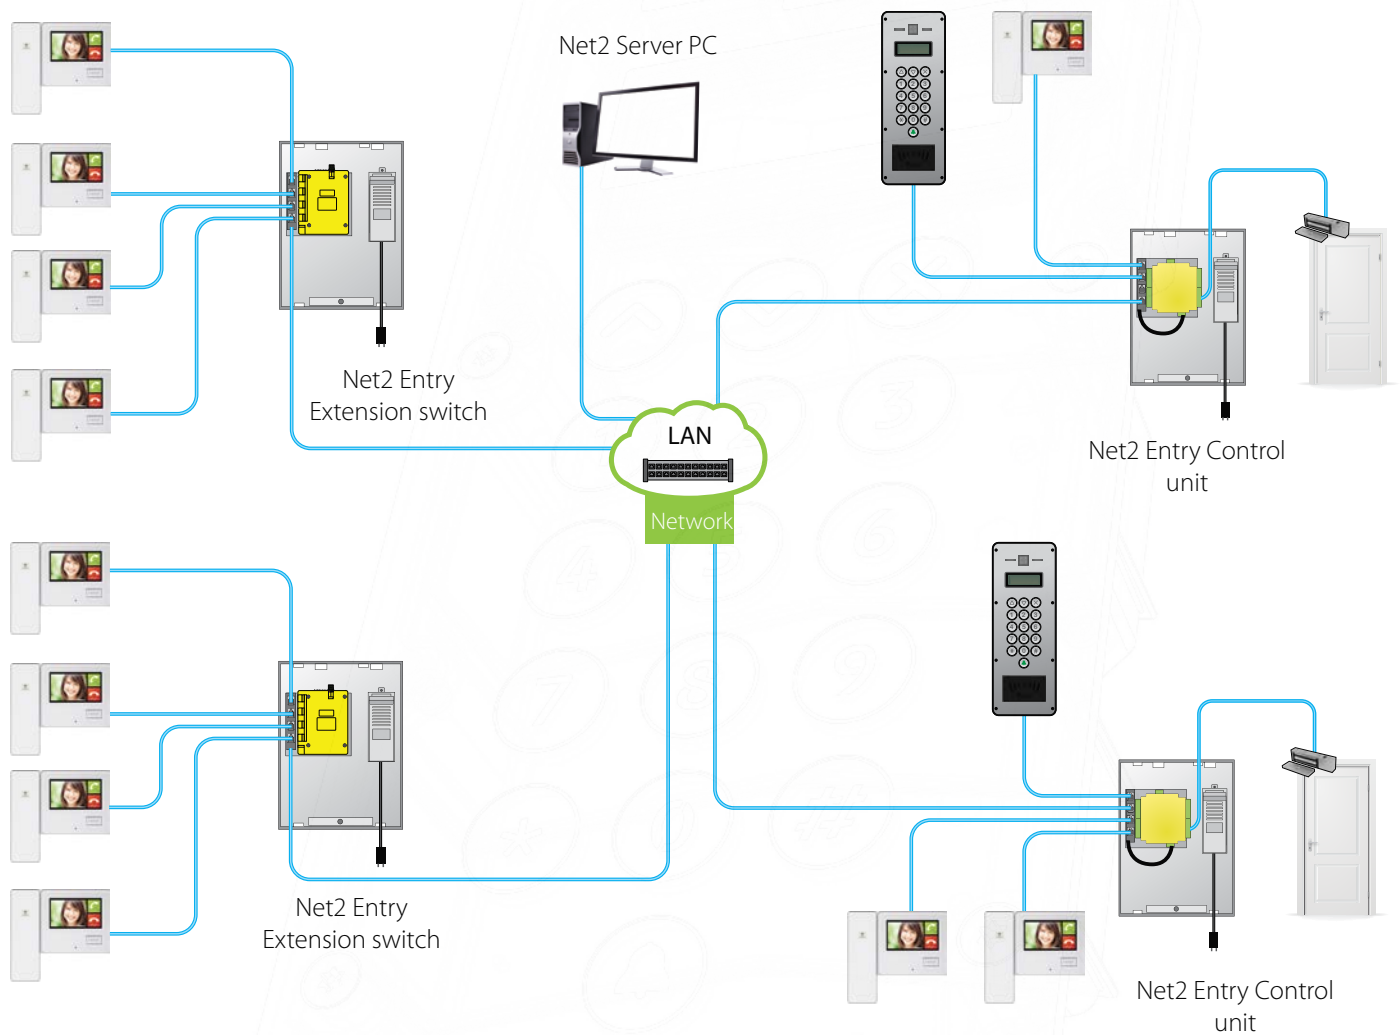 Net2 Server PC
Net2 Entry
Extension switch
LAN
Network
Net2 Entry Control
unit
Net2 Entry
Extension switch
Net2 Entry Control
unit